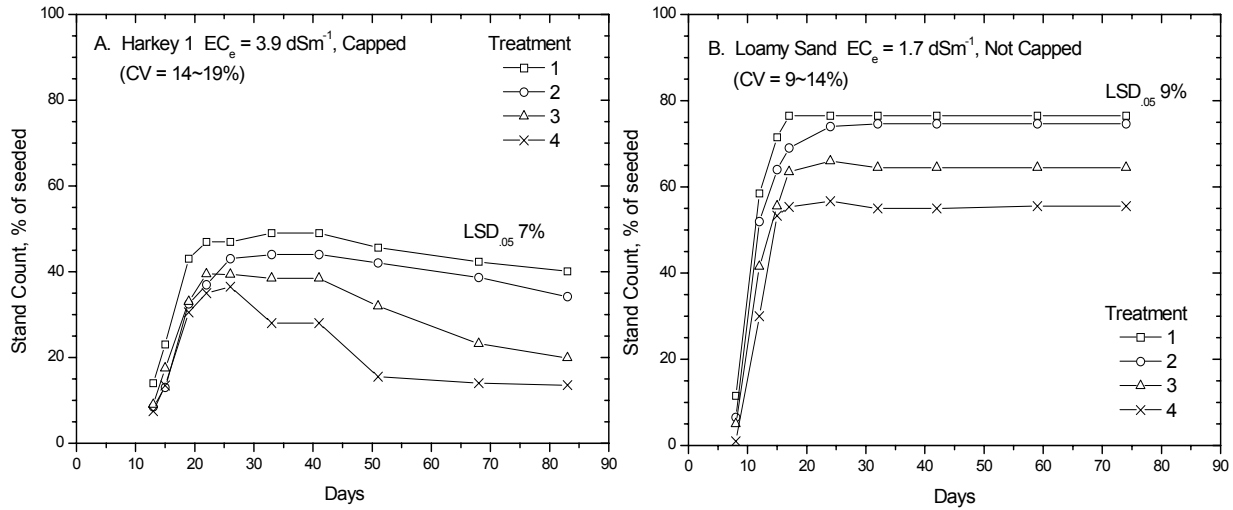 A. Harkey 1 ECe = 3.9 dSm-1, Capped
(CV = 14~19%)
Treatment
1
2
3
4
LSD.05 7%
100
80
60
40
20
0
0 10 20 30 40 50 60 70 80 90
Stand Count, % of seeded
Days
B. Loamy Sand ECe = 1.7 dSm-1, Not Capped
(CV = 9~14%)
LSD.05 9%
Treatment
1
2
3
4
100
80
60
40
20
0
0 10 20 30 40 50 60 70 80 90
Stand Count, % of seeded
Days